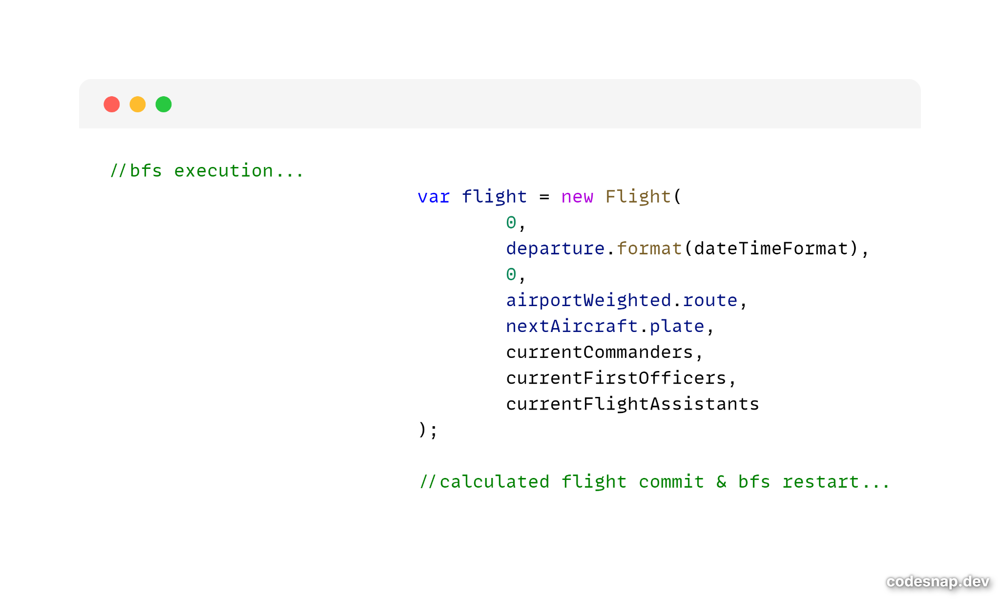 //bfs execution...
var flight = new Flight(
0,
departure.format(dateTimeFormat),
0,
airportWeighted.route,
nextAircraft.plate,
currentCommanders,
currentFirstOfficers,
currentFlightAssistants
);
//calculated flight commit & bfs restart...
codesnap.dev